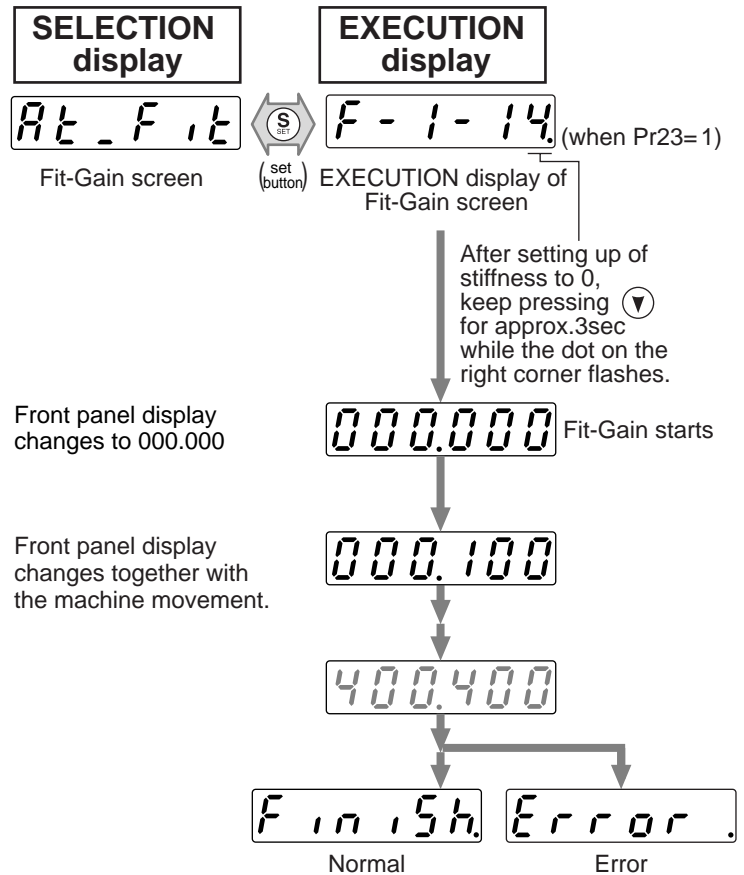 SELECTION
display
EXECUTION
display
At_Fit
S
SET
F-1-14.
(when Pr23=1)
Fit-Gain screen
(set
button)
EXECUTION display of
Fit-Gain screen
After setting up of
stiffness to 0,
keep pressing
for approx.3sec
while the dot on the
right corner flashes.
Front panel display
changes to 000.000
000.000
Fit-Gain starts
Front panel display
changes together with
the machine movement.
000.100
400.400
FiniSh.
Error .
Normal
Error